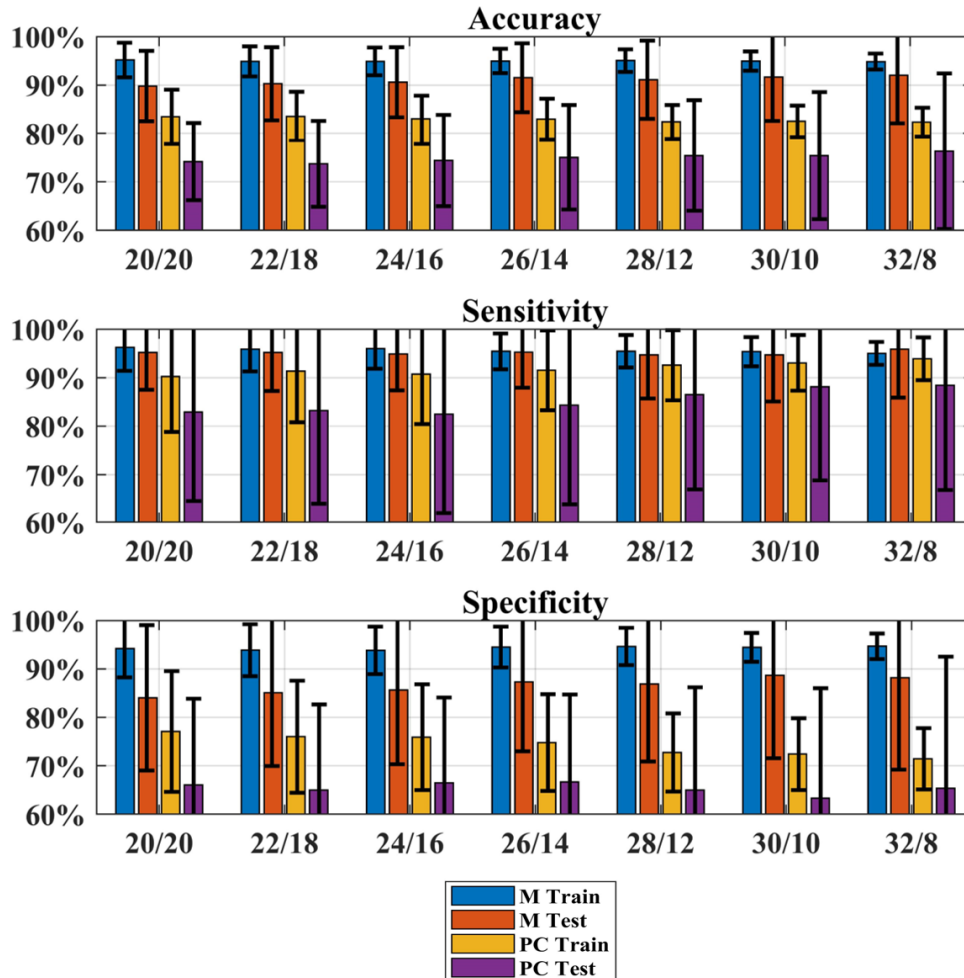 Accuracy
100%
90%
80%
70%
60%
20/20 22/18 24/16 26/14 28/12 30/10 32/8
Sensitivity
100%
90%
80%
70%
60%
20/20 22/18 24/16 26/14 28/12 30/10 32/8
Specificity
100%
90%
80%
70%
60%
20/20 22/18 24/16 26/14 28/12 30/10 32/8
M Train
M Test
PC Train
PC Test